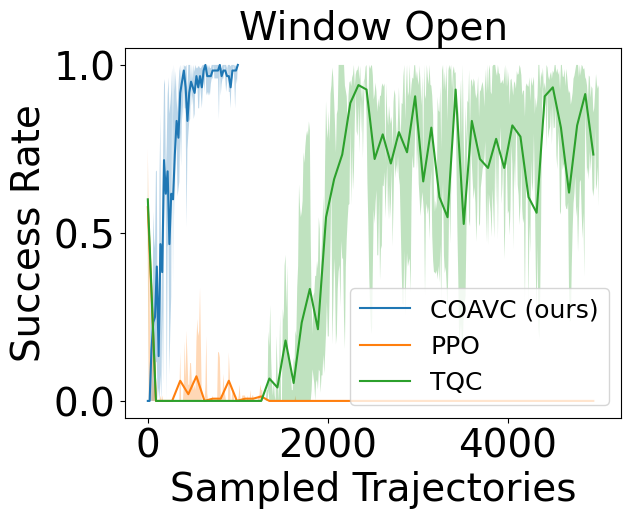 Window Open
Success Rate
1.0
0.5
0.0
COAVC (ours)
PPO
TQC
0
2000
4000
Sampled Trajectories